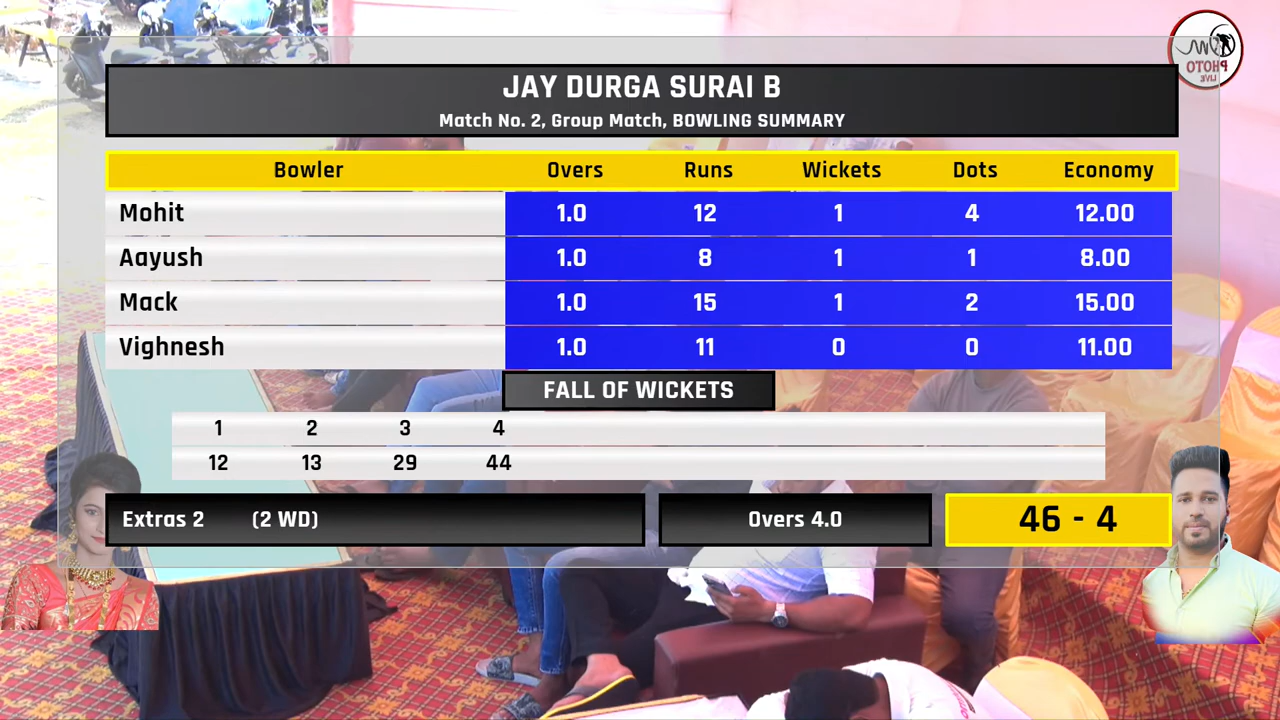 JAY DURGA SURAI B
Match No. 2, Group Match, BOWLING SUMMARY
Bowler Overs Runs Wickets Dots Economy
Mohit 1.0 12 1 4 12.00
Aayush 1.0 8 1 1 8.00
Mack 1.0 15 1 2 15.00
Vighnesh 1.0 11 0 0 11.00
FALL OF WICKETS
1 2 3 4
12 13 29 44
Extras 2 (2 WD) Overs 4.0 46 - 4
PHOTO
LIVE